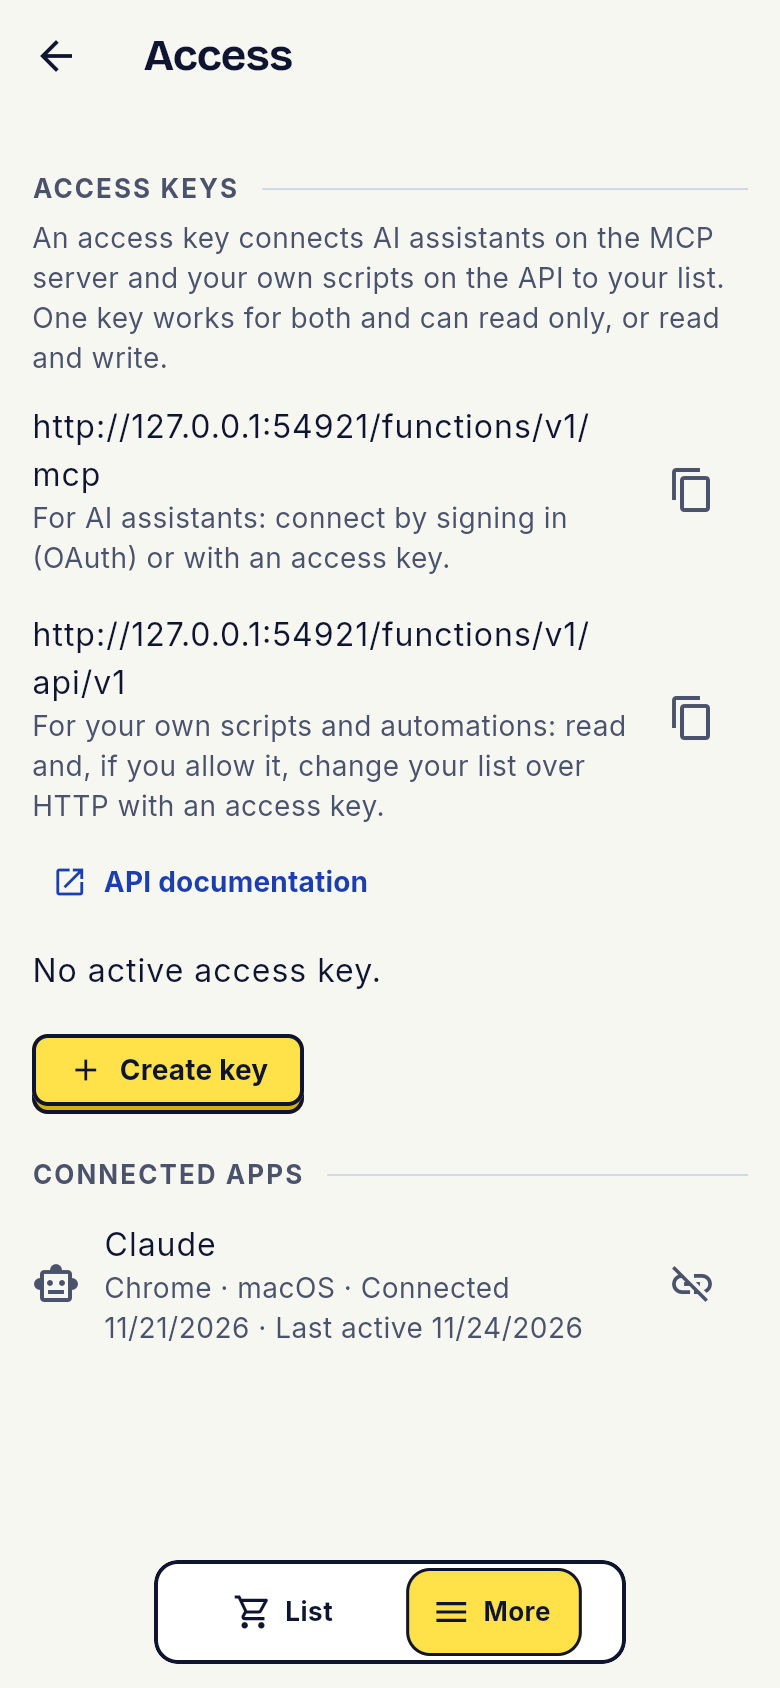 Access
ACCESS KEYS
An access key connects AI assistants on the MCP
server and your own scripts on the API to your list.
One key works for both and can read only, or read
and write.
http://127.0.0.1:54921/functions/v1/
mcp
For AI assistants: connect by signing in
(OAuth) or with an access key.
http://127.0.0.1:54921/functions/v1/
api/v1
For your own scripts and automations: read
and, if you allow it, change your list over
HTTP with an access key.
API documentation
No active access key.
Create key
CONNECTED APPS
Claude
Chrome · macOS · Connected
11/21/2026 · Last active 11/24/2026
List
More